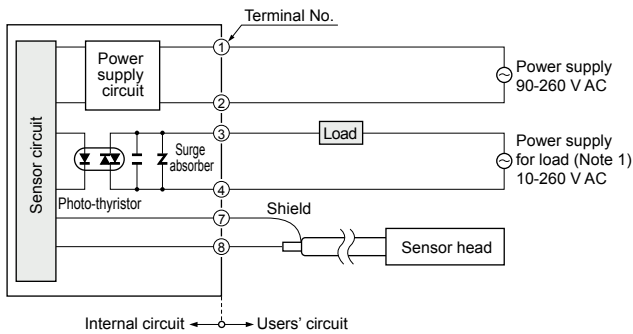 Terminal No.
1
Power
supply
circuit
Power supply
90-260 V AC
2
Sensor circuit
3
Load
Surge
absorber
Power supply
for load (Note 1)
10-260 V AC
4
Photo-thyristor
7
Shield
8
Sensor head
Internal circuit
Users' circuit